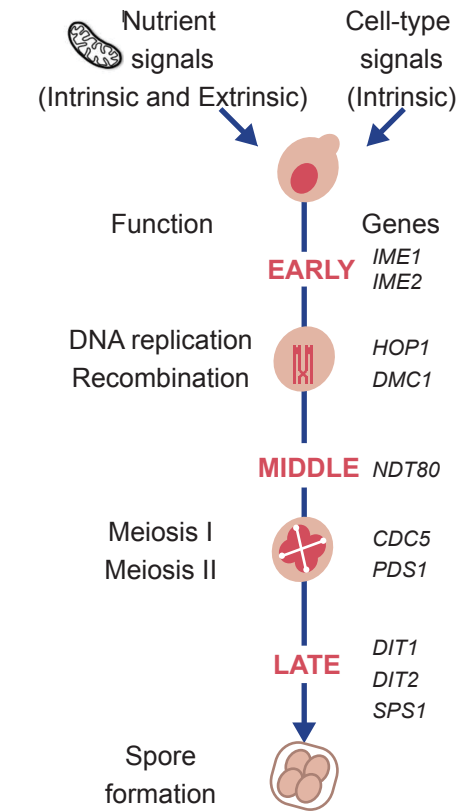 Nutrient
signals
(Intrinsic and Extrinsic)
Cell-type
signals
(Intrinsic)
Function
Genes
EARLY
IME1
IME2
DNA replication
Recombination
HOP1
DMC1
MIDDLE
NDT80
Meiosis I
Meiosis II
CDC5
PDS1
LATE
DIT1
DIT2
SPS1
Spore
formation